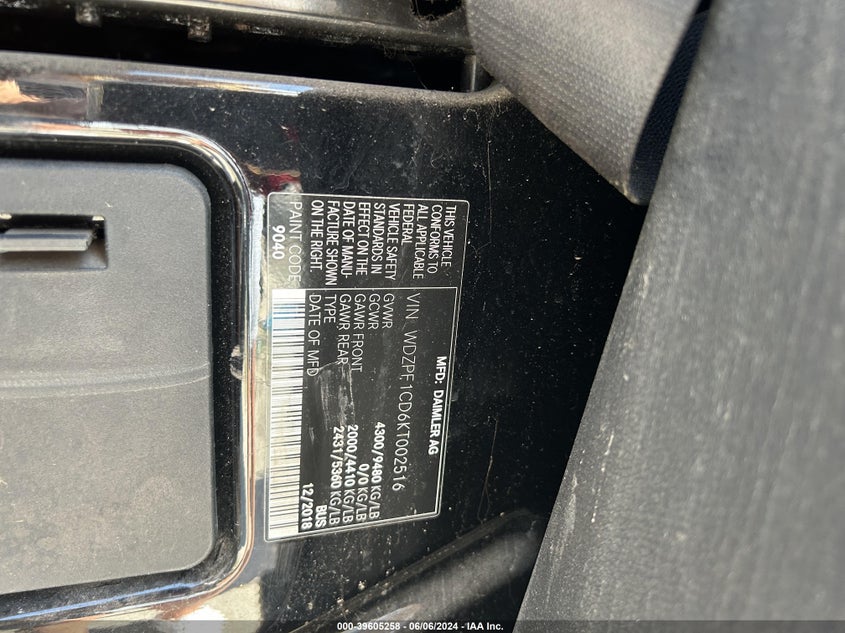 THIS VEHICLE
CONFORMS TO
ALL APPLICABLE
FEDERAL
VEHICLE SAFETY
STANDARDS IN
EFFECT ON THE
DATE OF MANU-
FACTURE SHOWN
ON THE RIGHT.
PAINT CODE
9040
MFD: DAIMLER AG
VIN WDZPF1CD6KT002516
GVWR 4300/9480 KG/LB
GCWR 0/0 KG/LB
GAWR FRONT 2000/4410 KG/LB
GAWR REAR 2431/5360 KG/LB
TYPE BUS
DATE OF MFD 12/2018
000-39605258 - 06/06/2024 - IAA Inc.